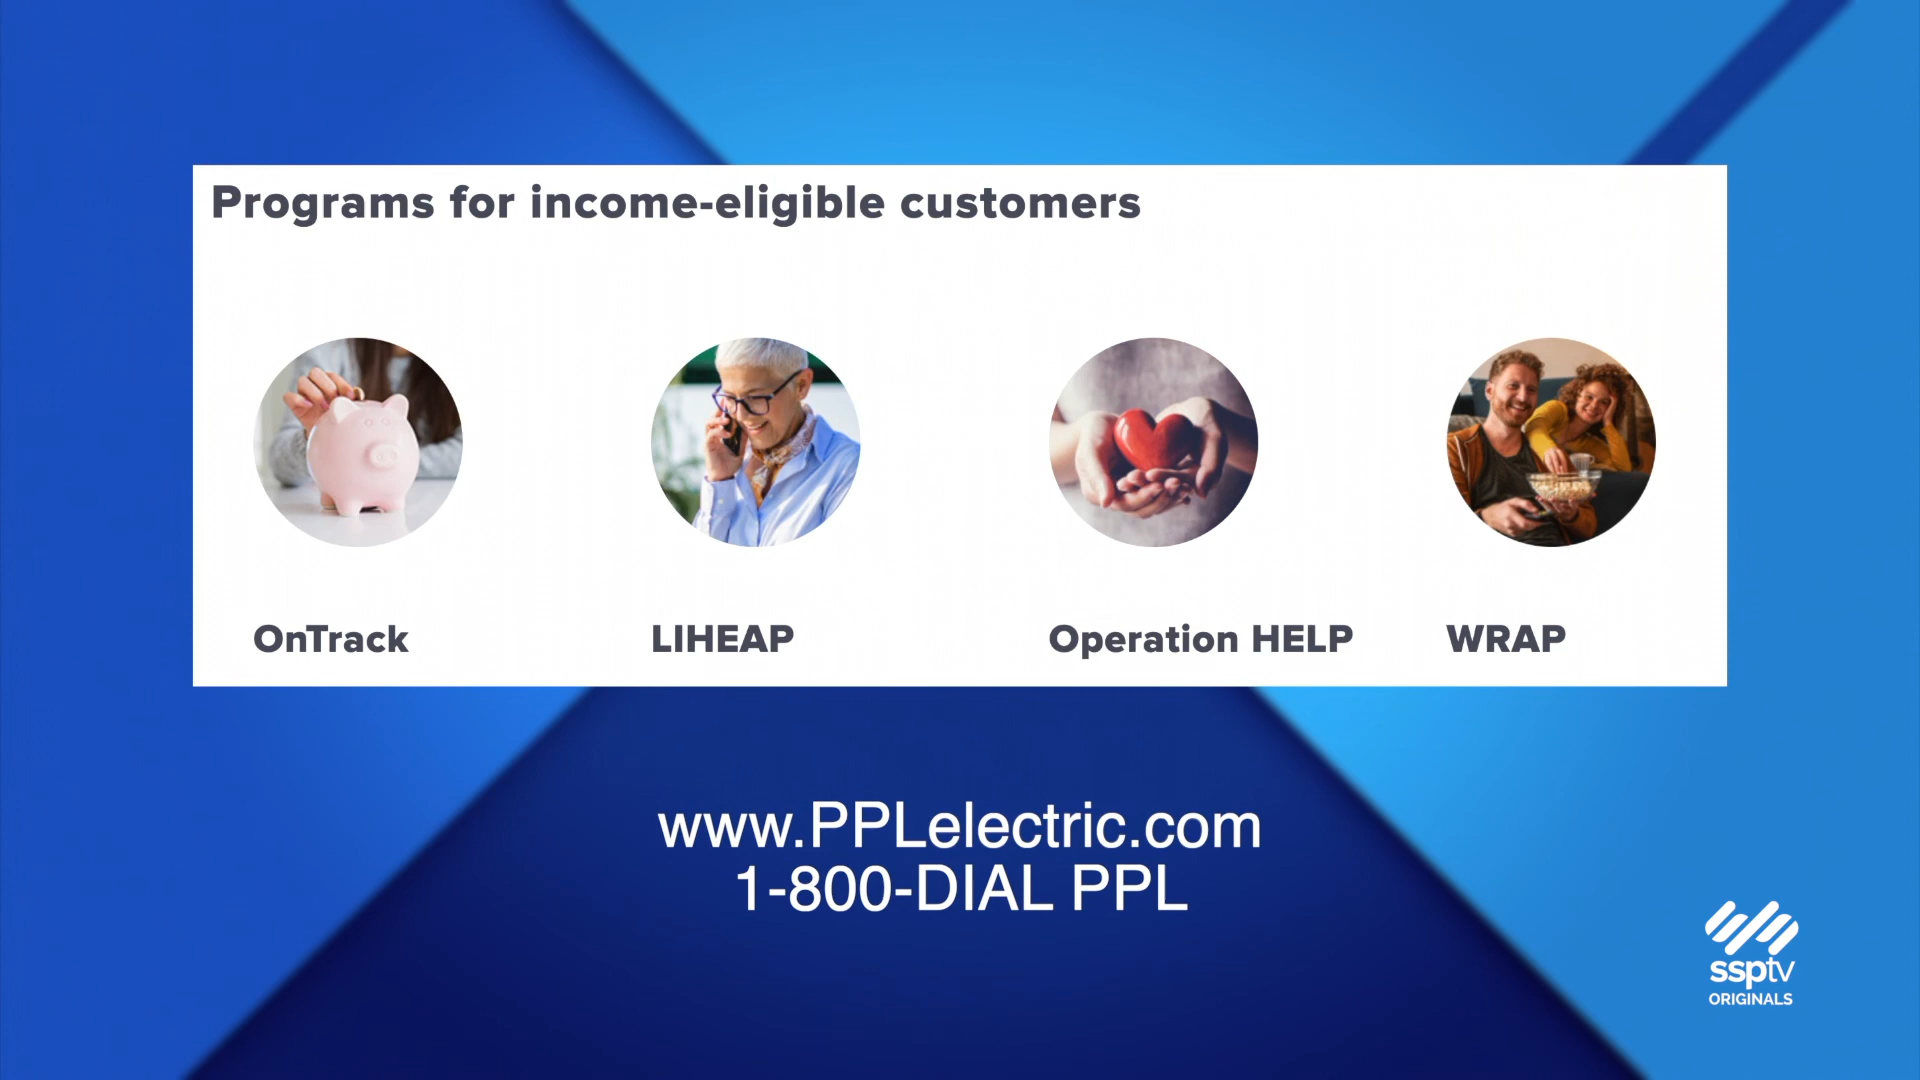 Programs for income-eligible customers
OnTrack
LIHEAP
Operation HELP
WRAP
www.PPLelectric.com
1-800-DIAL PPL
ssptv
ORIGINALS